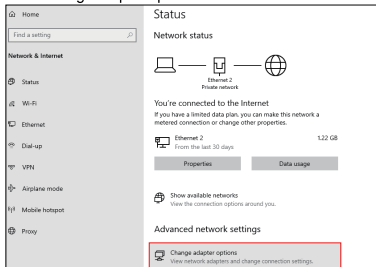 Home
Find a setting
Network & Internet
Status
Wi-Fi
Ethernet
Dial-up
VPN
Airplane mode
Mobile hotspot
Proxy
Status
Network status
Ethernet 2
Private network
You're connected to the Internet
If you have a limited data plan, you can make this network a
metered connection or change other properties.
Ethernet 2
From the last 30 days
1.22 GB
Properties
Data usage
Show available networks
View the connection options around you.
Advanced network settings
Change adapter options
View network adapters and change connection settings.